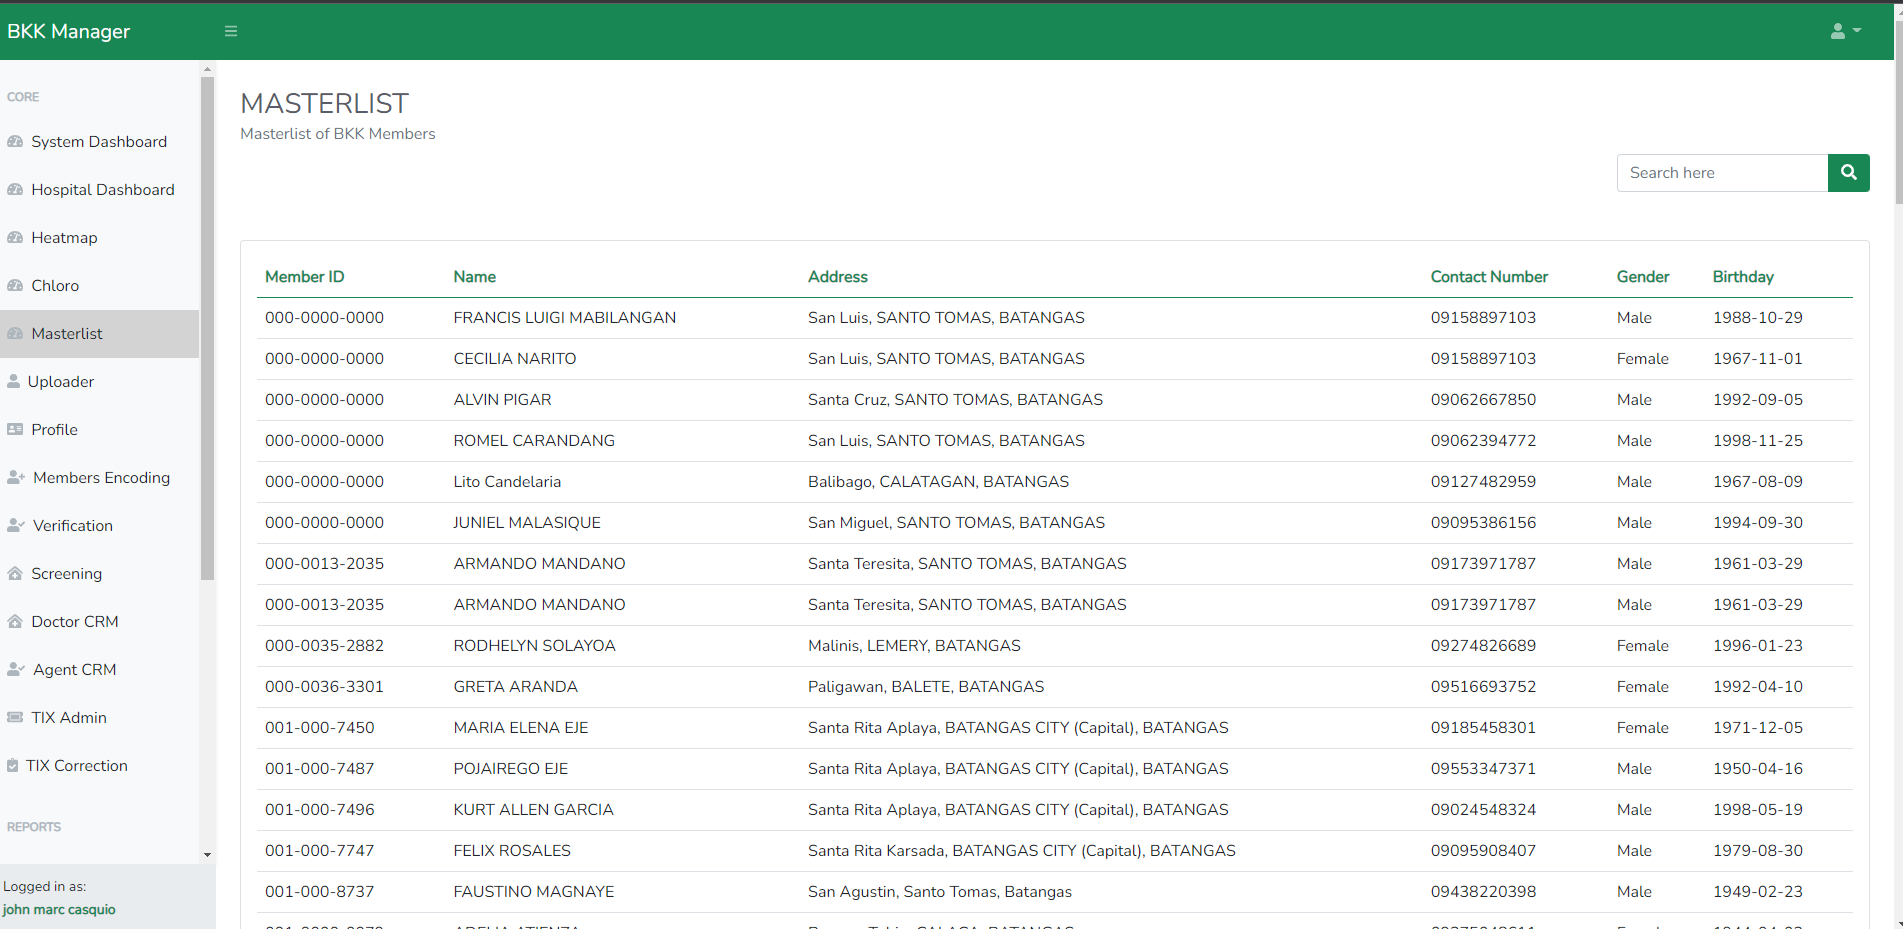 BKK Manager
CORE
System Dashboard
Hospital Dashboard
Heatmap
Chloro
Masterlist
Uploader
Profile
Members Encoding
Verification
Screening
Doctor CRM
Agent CRM
TIX Admin
TIX Correction
REPORTS
Logged in as:
john marc casquio
MASTERLIST
Masterlist of BKK Members
Search here
Member ID Name Address Contact Number Gender Birthday
000-0000-0000 FRANCIS LUIGI MABILANGAN San Luis, SANTO TOMAS, BATANGAS 09158897103 Male 1988-10-29
000-0000-0000 CECILIA NARITO San Luis, SANTO TOMAS, BATANGAS 09158897103 Female 1967-11-01
000-0000-0000 ALVIN PIGAR Santa Cruz, SANTO TOMAS, BATANGAS 09062667850 Male 1992-09-05
000-0000-0000 ROMEL CARANDANG San Luis, SANTO TOMAS, BATANGAS 09062394772 Male 1998-11-25
000-0000-0000 Lito Candelaria Balibago, CALATAGAN, BATANGAS 09127482959 Male 1967-08-09
000-0000-0000 JUNIEL MALASIQUE San Miguel, SANTO TOMAS, BATANGAS 09095386156 Male 1994-09-30
000-0013-2035 ARMANDO MANDANO Santa Teresita, SANTO TOMAS, BATANGAS 09173971787 Male 1961-03-29
000-0013-2035 ARMANDO MANDANO Santa Teresita, SANTO TOMAS, BATANGAS 09173971787 Male 1961-03-29
000-0035-2882 RODHELYN SOLAYOA Malinis, LEMERY, BATANGAS 09274826689 Female 1996-01-23
000-0036-3301 GRETA ARANDA Paligawan, BALETE, BATANGAS 09516693752 Female 1992-04-10
001-000-7450 MARIA ELENA EJE Santa Rita Aplaya, BATANGAS CITY (Capital), BATANGAS 09185458301 Female 1971-12-05
001-000-7487 POJAIREGO EJE Santa Rita Aplaya, BATANGAS CITY (Capital), BATANGAS 09553347371 Male 1950-04-16
001-000-7496 KURT ALLEN GARCIA Santa Rita Aplaya, BATANGAS CITY (Capital), BATANGAS 09024548324 Male 1998-05-19
001-000-7747 FELIX ROSALES Santa Rita Karsada, BATANGAS CITY (Capital), BATANGAS 09095908407 Male 1979-08-30
001-000-8737 FAUSTINO MAGNAYE San Agustin, Santo Tomas, Batangas 09438220398 Male 1949-02-23